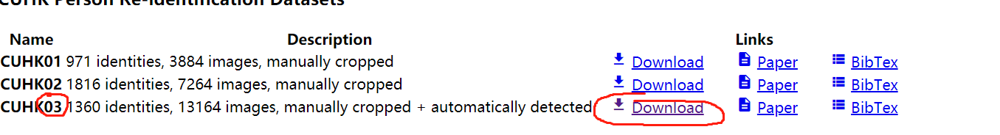 CUHK Person Re-identification Datasets
Name Description Links
CUHK01 971 identities, 3884 images, manually cropped Download Paper BibTex
CUHK02 1816 identities, 7264 images, manually cropped Download Paper BibTex
CUHK03 1360 identities, 13164 images, manually cropped + automatically detected Download Paper BibTex